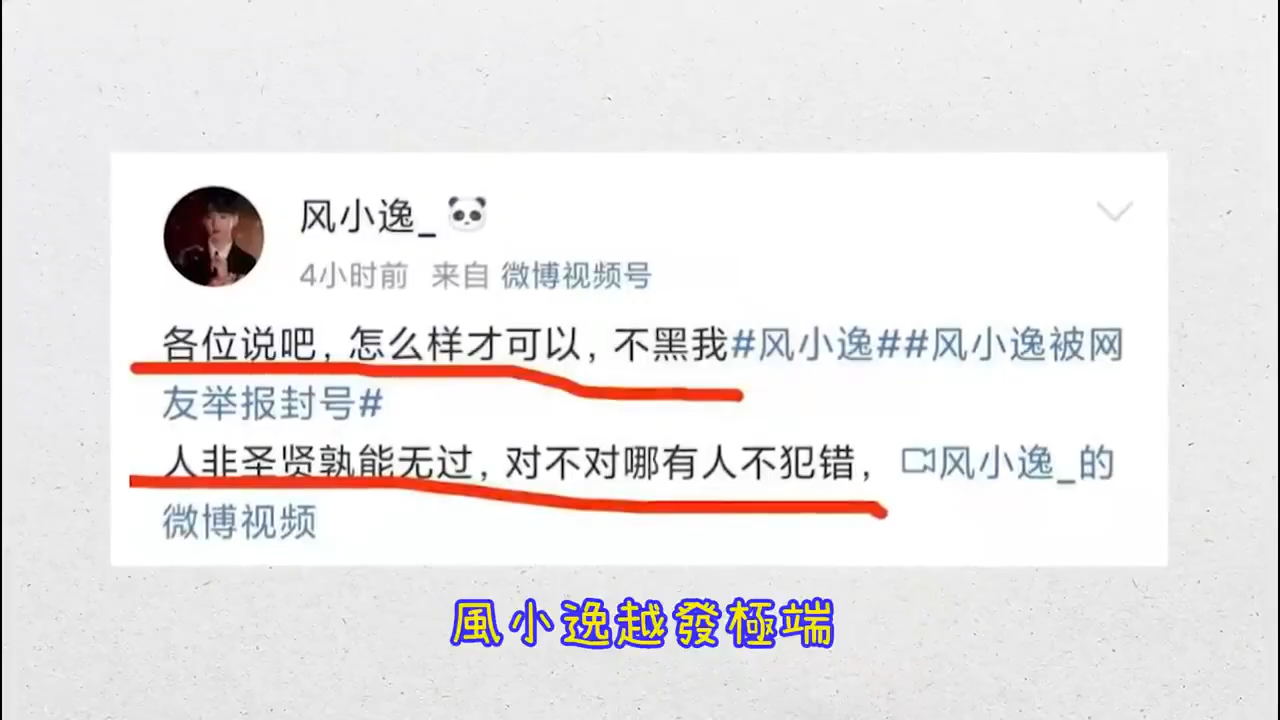 风小逸_🐼
4小时前 来自 微博视频号
各位说吧，怎么样才可以，不黑我#风小逸##风小逸被网
友举报封号#
人非圣贤孰能无过，对不对哪有人不犯错，风小逸_的
微博视频
風小逸越發極端